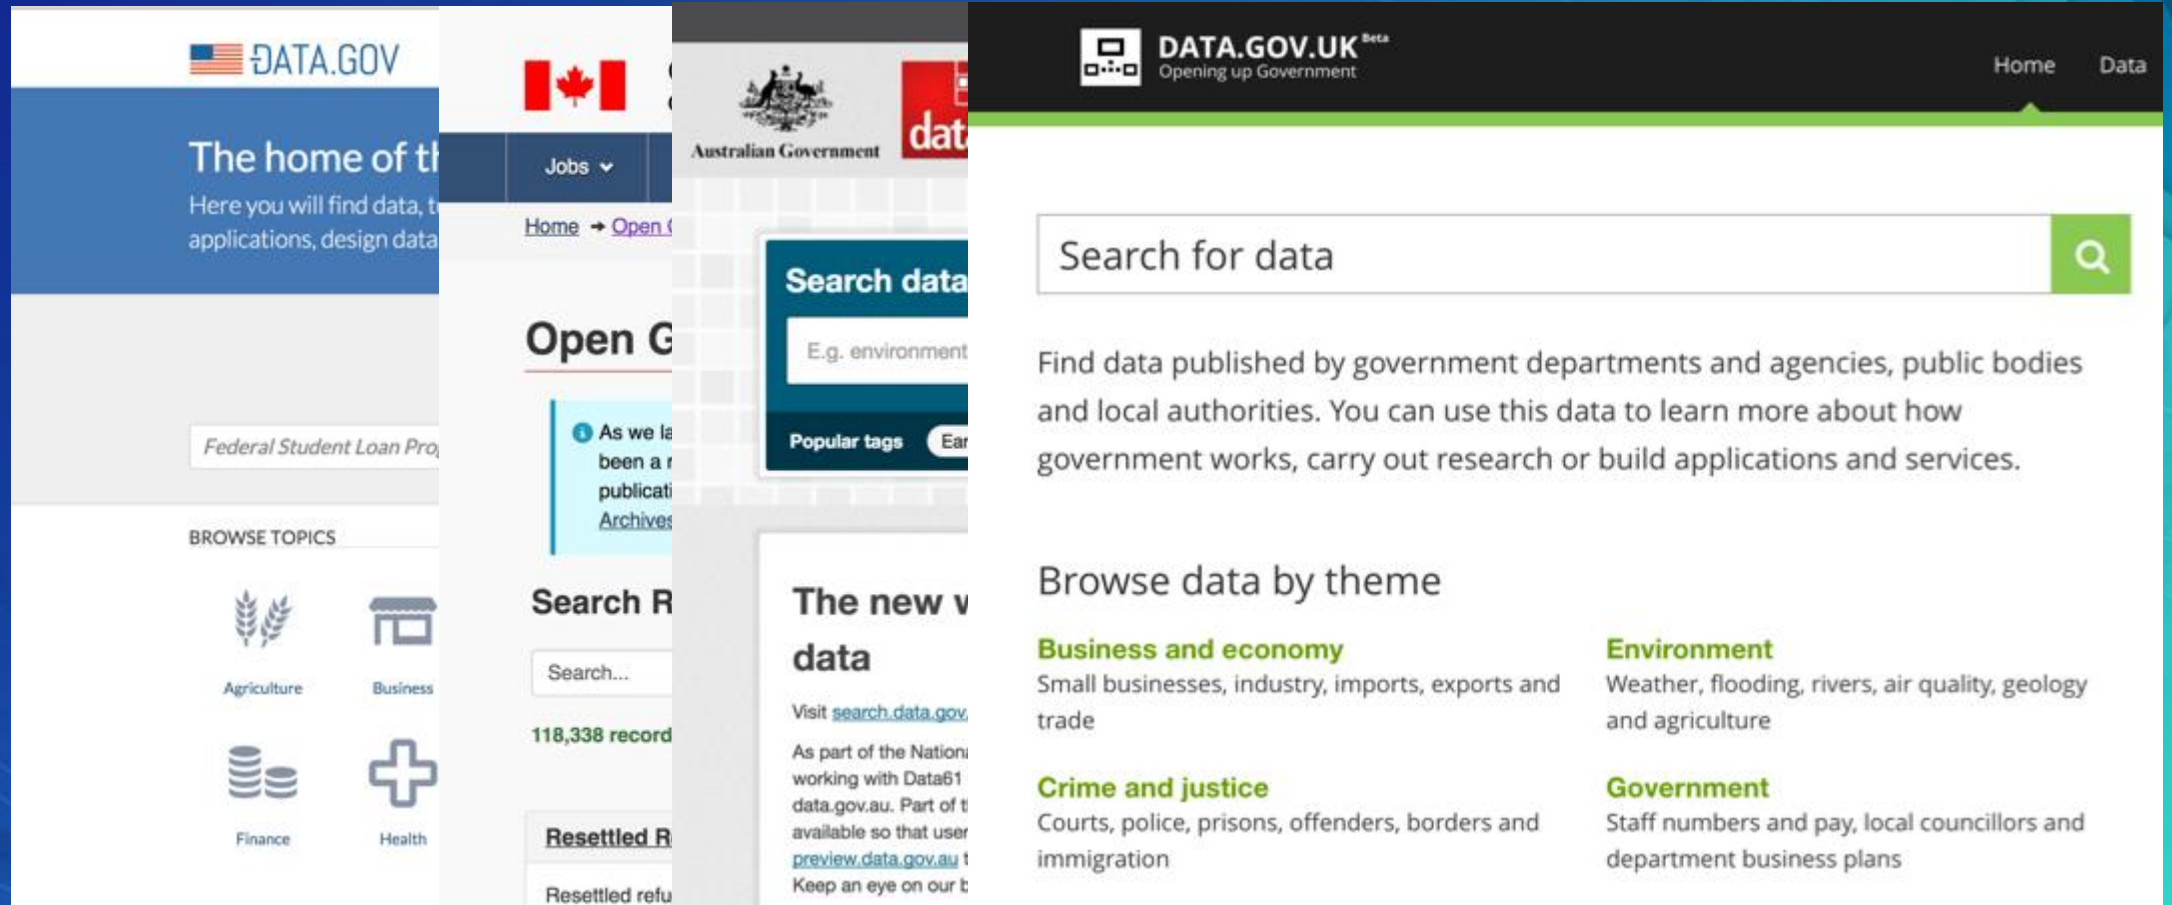 DATA.GOV
The home of th
Here you will find data, t
applications, design data
Federal Student Loan Pro
BROWSE TOPICS
Agriculture
Business
Finance
Health
Jobs
Home → Open
Open G
As we la
been a r
publicati
Archives
Search R
Search...
118,338 record
Resettled R
Resettled refu
Australian Government
data
Search data
E.g. environment
Popular tags
Ear
The new w
data
Visit search.data.gov.
As part of the Nationa
working with Data61
data.gov.au. Part of t
available so that user
preview.data.gov.au t
Keep an eye on our b
DATA.GOV.UK Beta
Opening up Government
Home
Data
Search for data
Find data published by government departments and agencies, public bodies
and local authorities. You can use this data to learn more about how
government works, carry out research or build applications and services.
Browse data by theme
Business and economy
Small businesses, industry, imports, exports and
trade
Environment
Weather, flooding, rivers, air quality, geology
and agriculture
Crime and justice
Courts, police, prisons, offenders, borders and
immigration
Government
Staff numbers and pay, local councillors and
department business plans